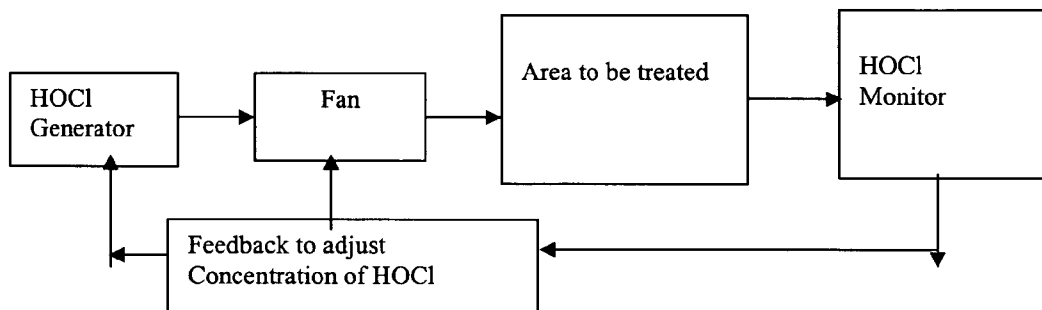 HOCl
Generator
Fan
Area to be treated
HOCl
Monitor
Feedback to adjust
Concentration of HOCl